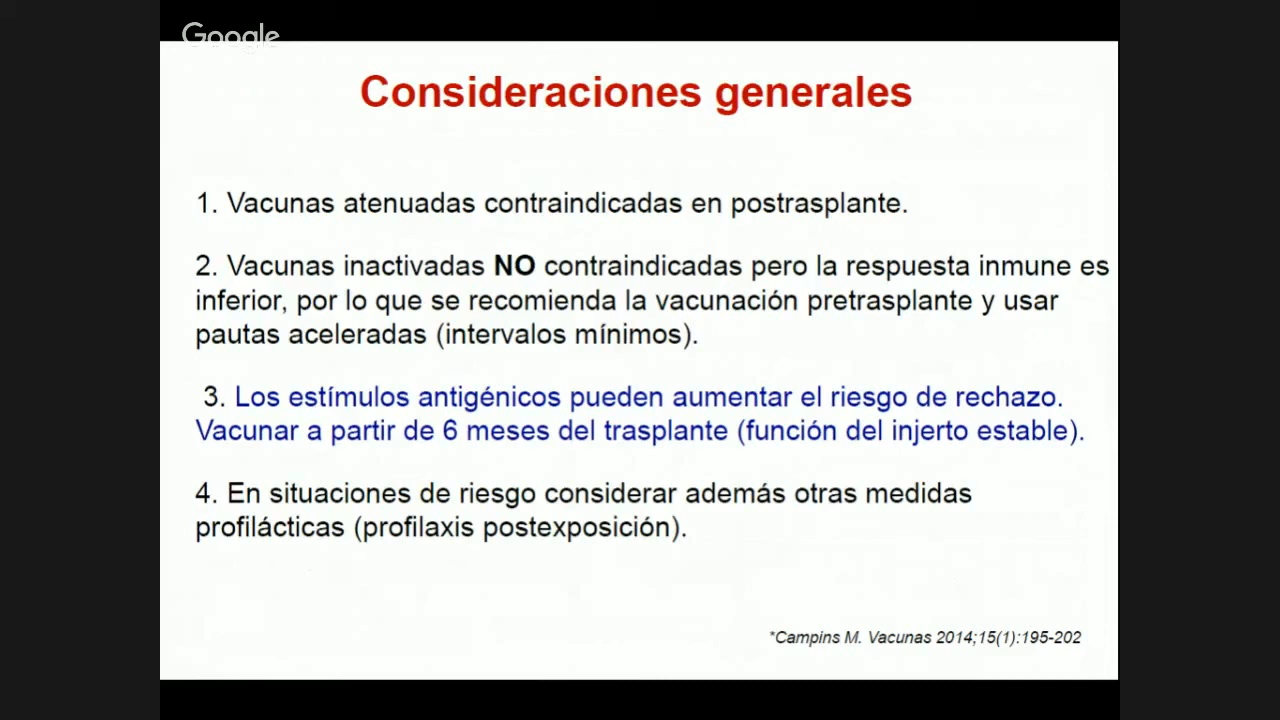 Google
Consideraciones generales
1. Vacunas atenuadas contraindicadas en postrasplante.
2. Vacunas inactivadas NO contraindicadas pero la respuesta inmune es
inferior, por lo que se recomienda la vacunación pretrasplante y usar
pautas aceleradas (intervalos mínimos).
3. Los estímulos antigénicos pueden aumentar el riesgo de rechazo.
Vacunar a partir de 6 meses del trasplante (función del injerto estable).
4. En situaciones de riesgo considerar además otras medidas
profilácticas (profilaxis postexposición).
*Campins M. Vacunas 2014;15(1):195-202